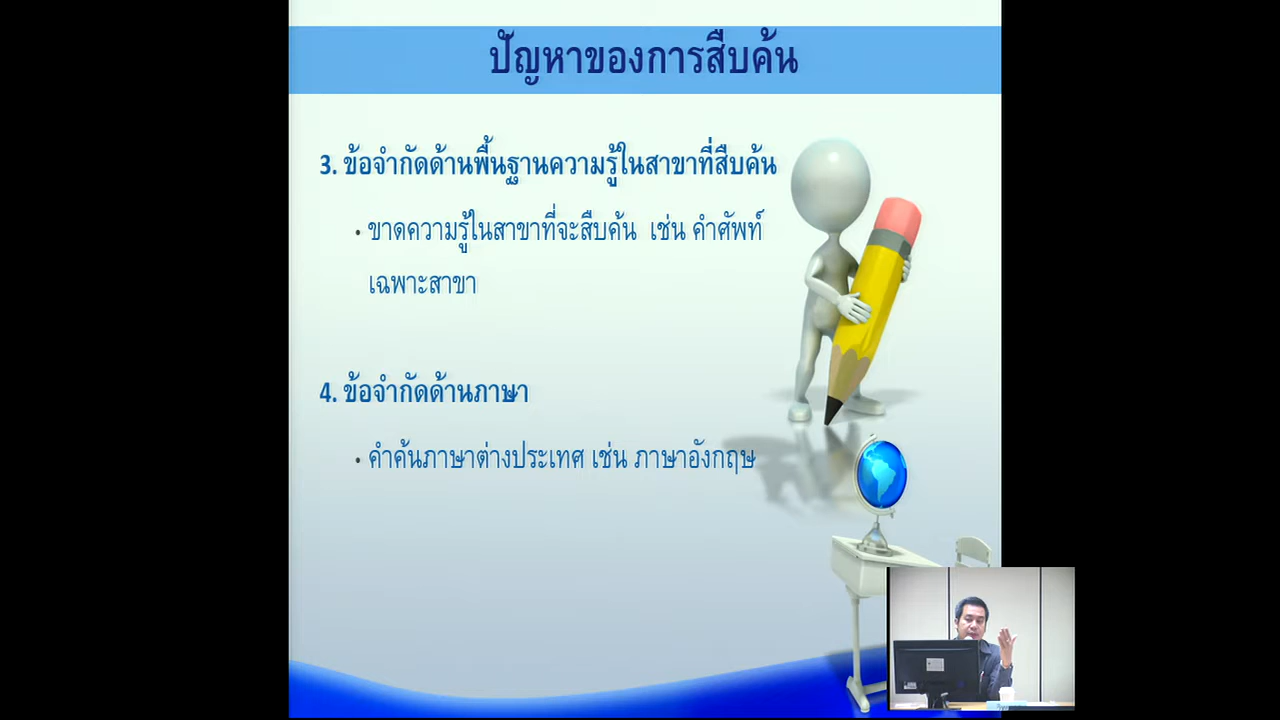 ปัญหาของการสืบค้น
3. ข้อจำกัดด้านพื้นฐานความรู้ในสาขาที่สืบค้น
• ขาดความรู้ในสาขาที่จะสืบค้น เช่น คำศัพท์
เฉพาะสาขา
4. ข้อจำกัดด้านภาษา
• คำค้นภาษาต่างประเทศ เช่น ภาษาอังกฤษ